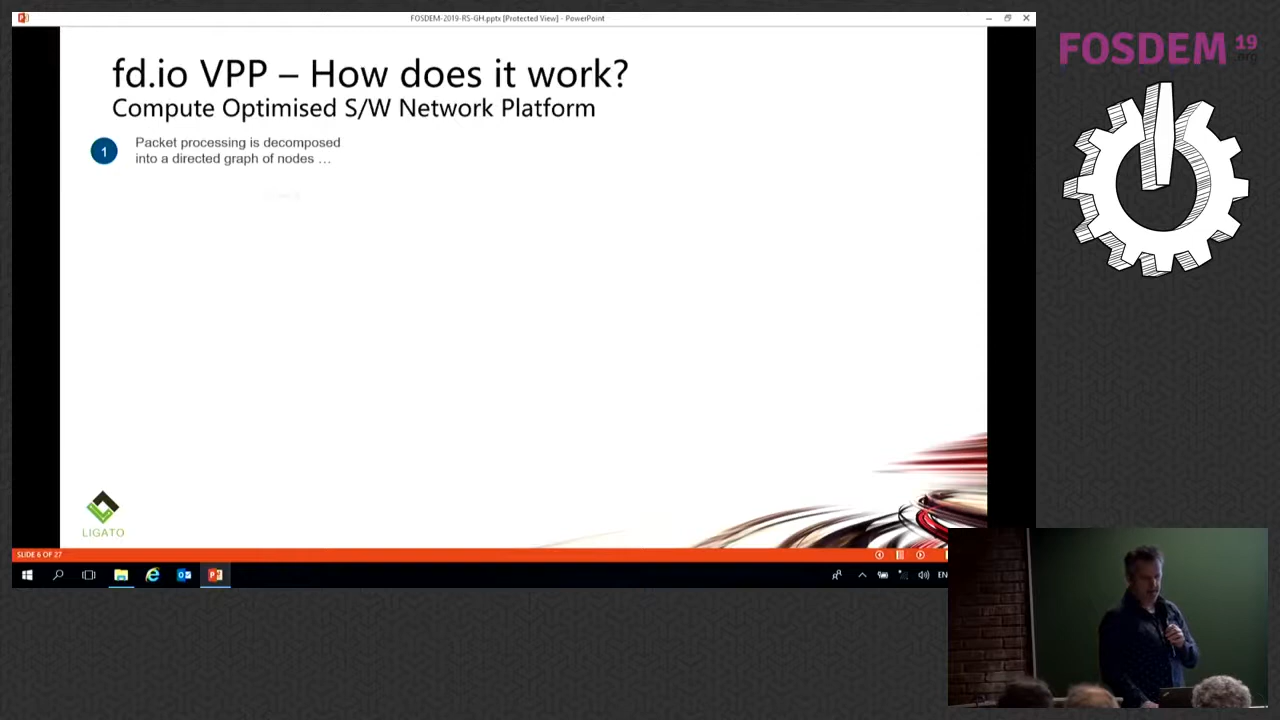 FOSDEM-2019-RS-GH.pptx [Protected View] - PowerPoint
FOSDEM 19
.org
fd.io VPP – How does it work?
Compute Optimised S/W Network Platform
1
Packet processing is decomposed
into a directed graph of nodes …
LIGATO
SLIDE 6 OF 27
EN